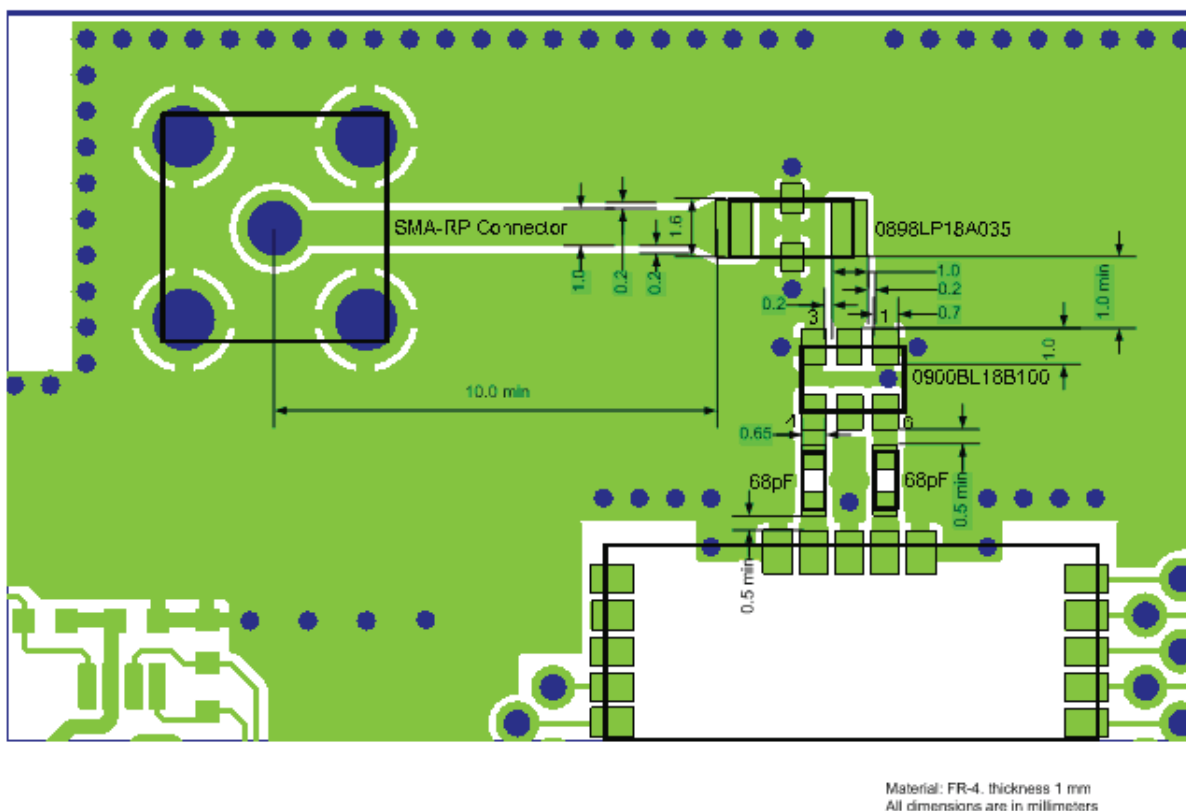 SMA-RP Connector
1.6
0898LP18A035
1.0
0.2
0.2
1.0
0.2
0.2
0.7
1.0 min
3
1
1.0
0900BL18B100
10.0 min
4
6
0.65
68pF
68pF
0.5 min
0.5 min
Material: FR-4. thickness 1 mm
All dimensions are in millimeters